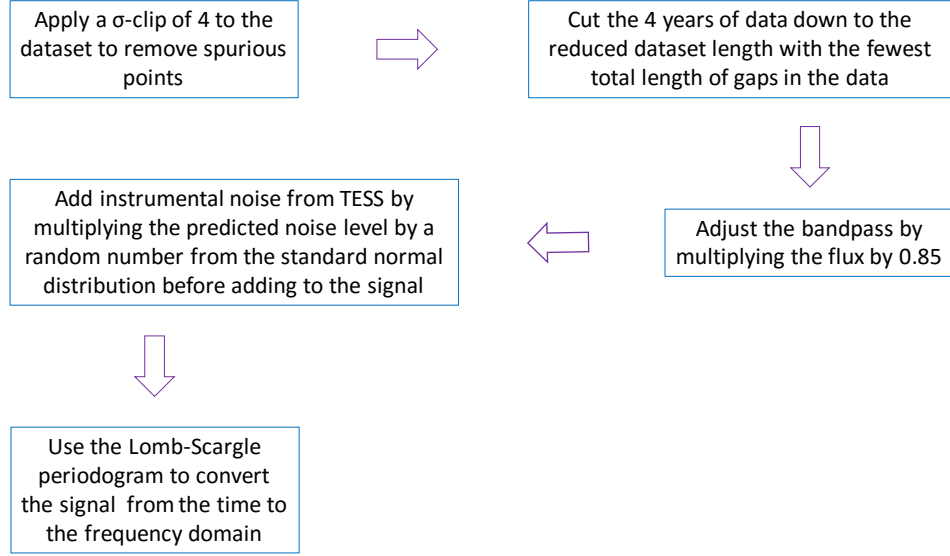 Apply a σ-clip of 4 to the
dataset to remove spurious
points
Cut the 4 years of data down to the
reduced dataset length with the fewest
total length of gaps in the data
Adjust the bandpass by
multiplying the flux by 0.85
Add instrumental noise from TESS by
multiplying the predicted noise level by a
random number from the standard normal
distribution before adding to the signal
Use the Lomb-Scargle
periodogram to convert
the signal from the time to
the frequency domain